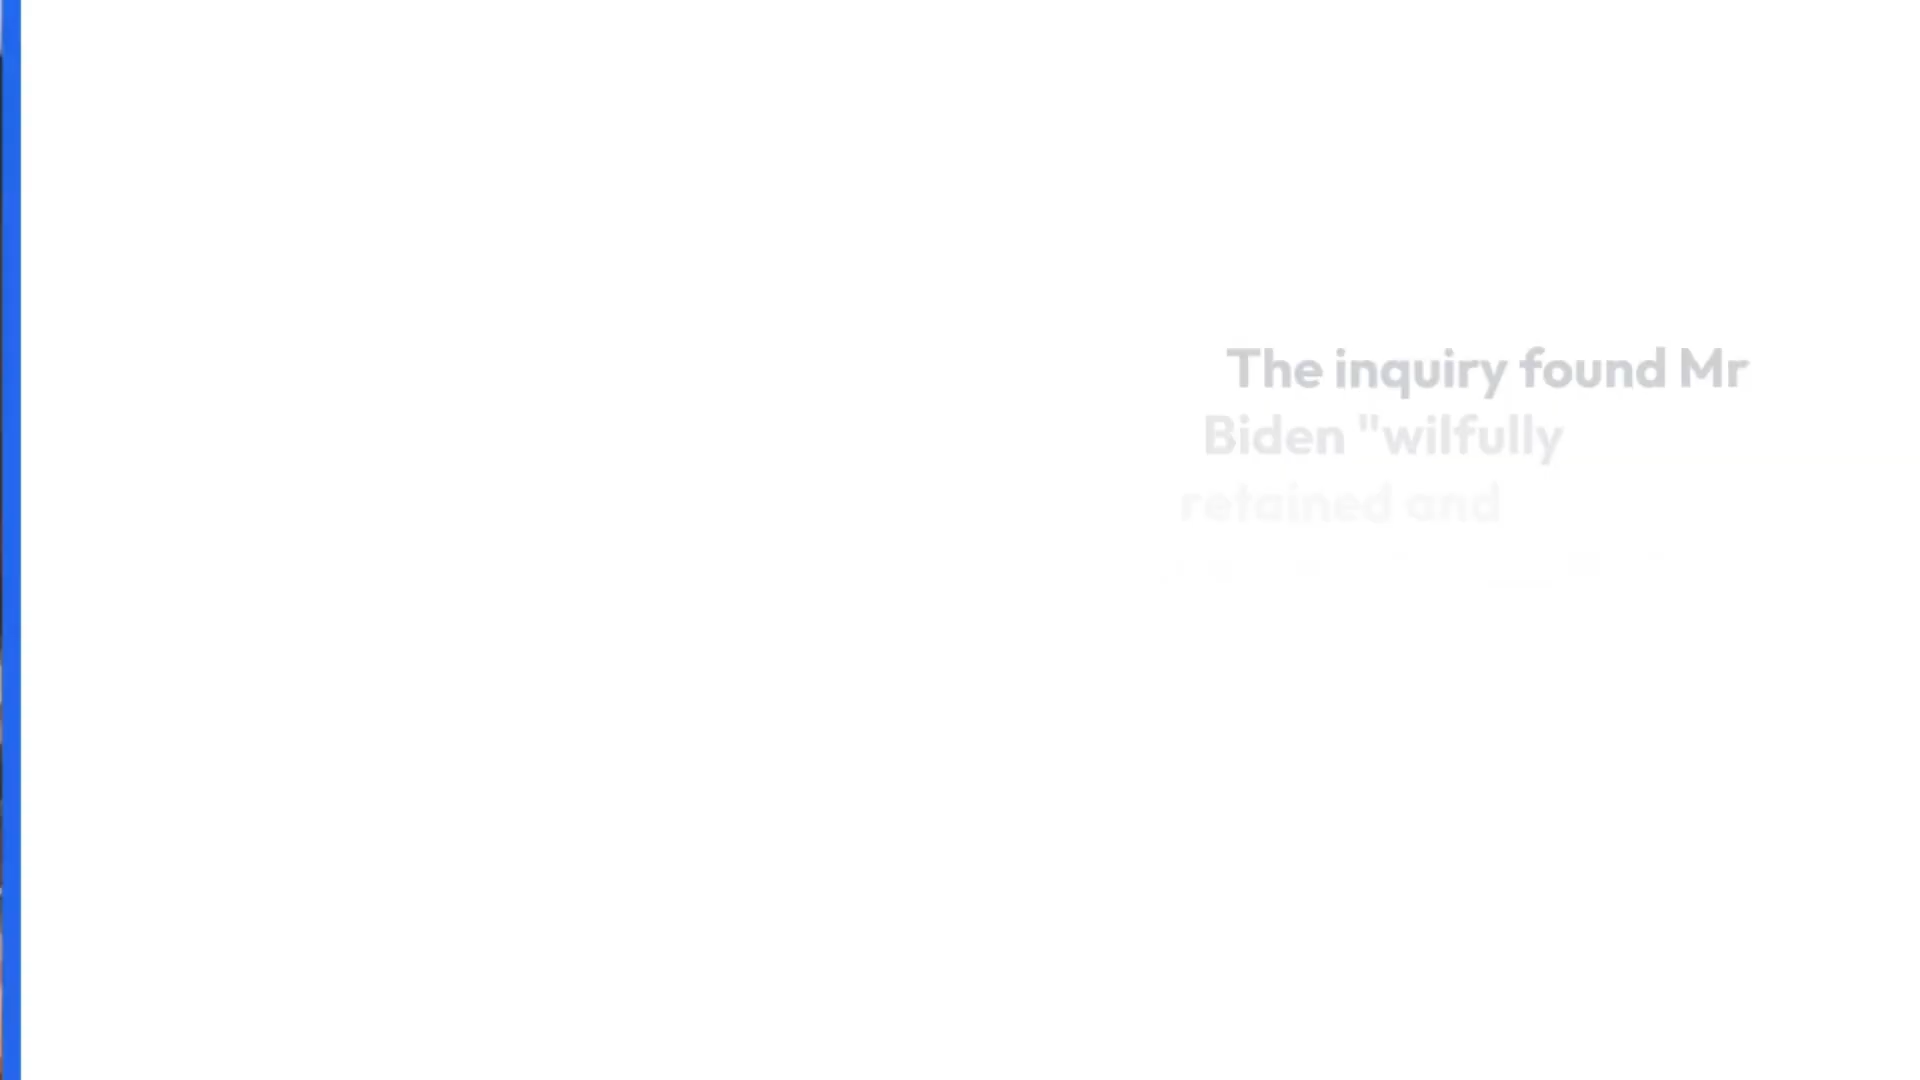 The inquiry found Mr
Biden "wilfully
retained and